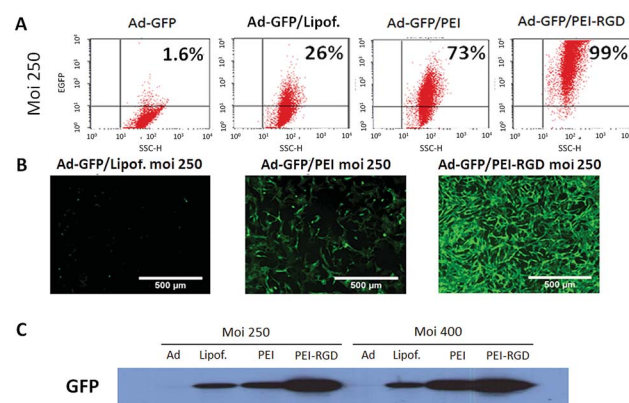 A
Ad-GFP
Ad-GFP/Lipof.
Ad-GFP/PEI
Ad-GFP/PEI-RGD
Moi 250
1.6%
26%
73%
99%
EGFP
SSC-H
SSC-H
SSC-H
SSC-H
B
Ad-GFP/Lipof. moi 250
Ad-GFP/PEI moi 250
Ad-GFP/PEI-RGD moi 250
500 µm
500 µm
500 µm
C
Moi 250
Moi 400
Ad Lipof. PEI PEI-RGD Ad Lipof. PEI PEI-RGD
GFP